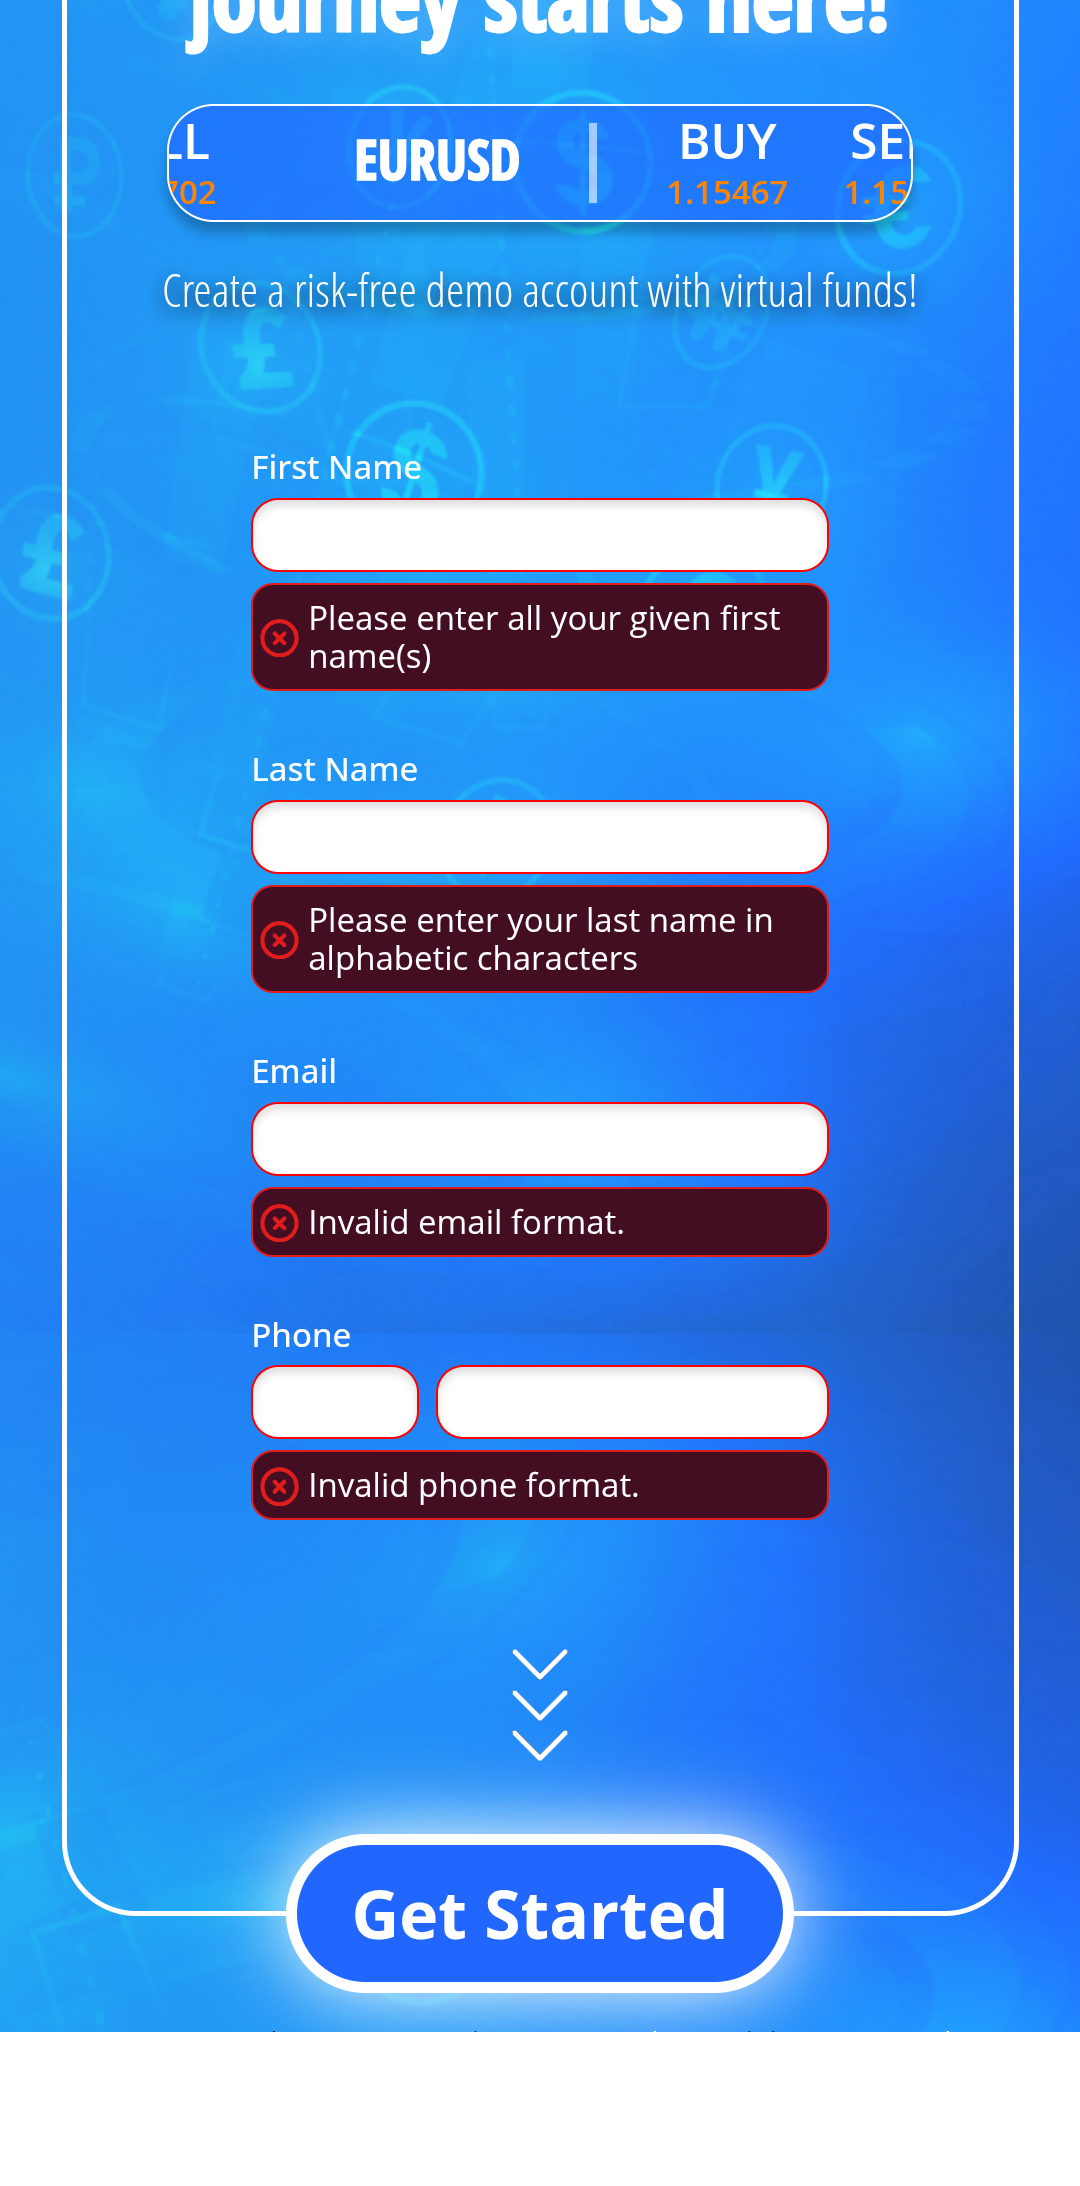 journey starts here!
LL EURUSD BUY SE
702 1.15467 1.15
Create a risk-free demo account with virtual funds!
First Name
Please enter all your given first
name(s)
Last Name
Please enter your last name in
alphabetic characters
Email
Invalid email format.
Phone
Invalid phone format.
Get Started